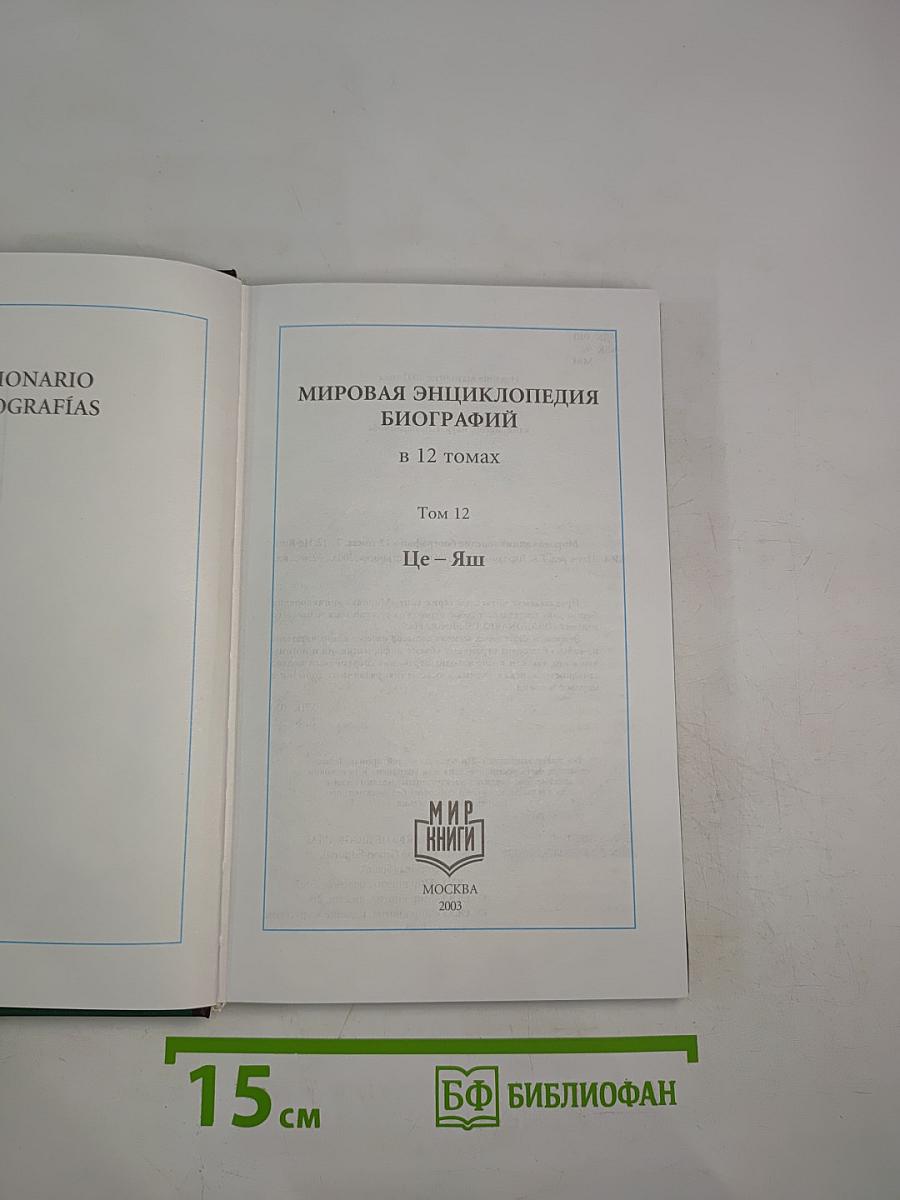 IONARIO
OGRAFÍAS
МИРОВАЯ ЭНЦИКЛОПЕДИЯ
БИОГРАФИЙ
в 12 томах
Том 12
Це – Яш
МИР
КНИГИ
МОСКВА
2003
15 см
БФ БИБЛИОФАН